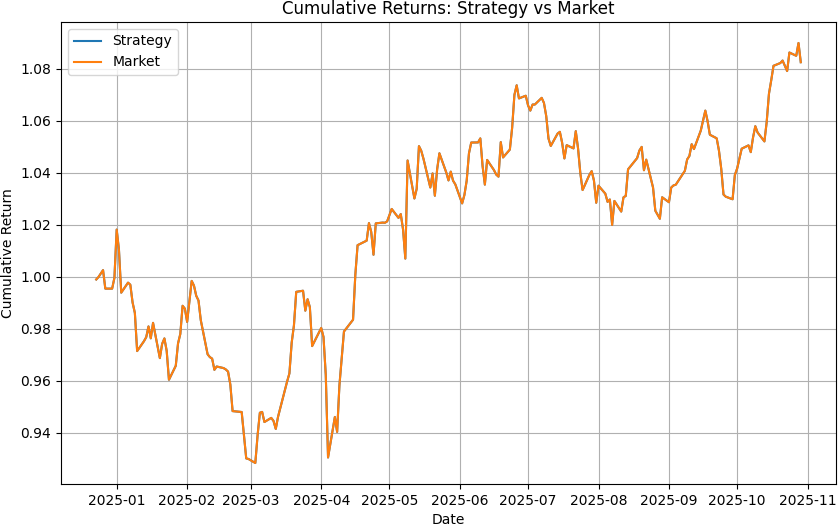 Cumulative Returns: Strategy vs Market
Strategy
Market
Cumulative Return
1.08
1.06
1.04
1.02
1.00
0.98
0.96
0.94
2025-01 2025-02 2025-03 2025-04 2025-05 2025-06 2025-07 2025-08 2025-09 2025-10 2025-11
Date